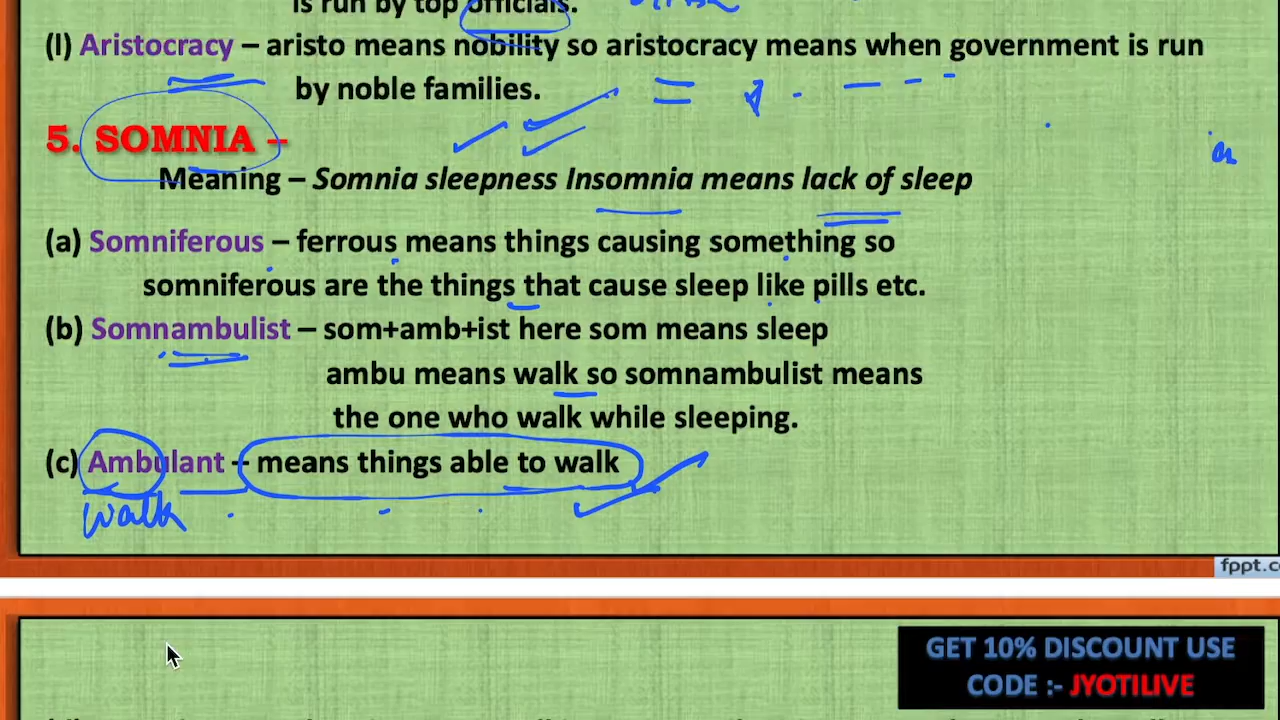 is run by top officials.
(l) Aristocracy – aristo means nobility so aristocracy means when government is run
by noble families.
5. SOMNIA –
Meaning – Somnia sleepness Insomnia means lack of sleep
(a) Somniferous – ferrous means things causing something so
somniferous are the things that cause sleep like pills etc.
(b) Somnambulist – som+amb+ist here som means sleep
ambu means walk so somnambulist means
the one who walk while sleeping.
(c) Ambulant – means things able to walk
walk
fppt.c
GET 10% DISCOUNT USE
CODE :- JYOTILIVE